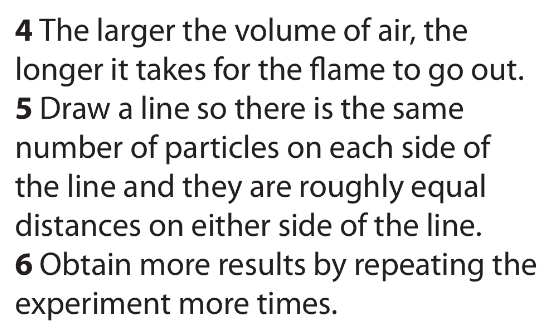 4 The larger the volume of air, the
longer it takes for the flame to go out.
5 Draw a line so there is the same
number of particles on each side of
the line and they are roughly equal
distances on either side of the line.
6 Obtain more results by repeating the
experiment more times.